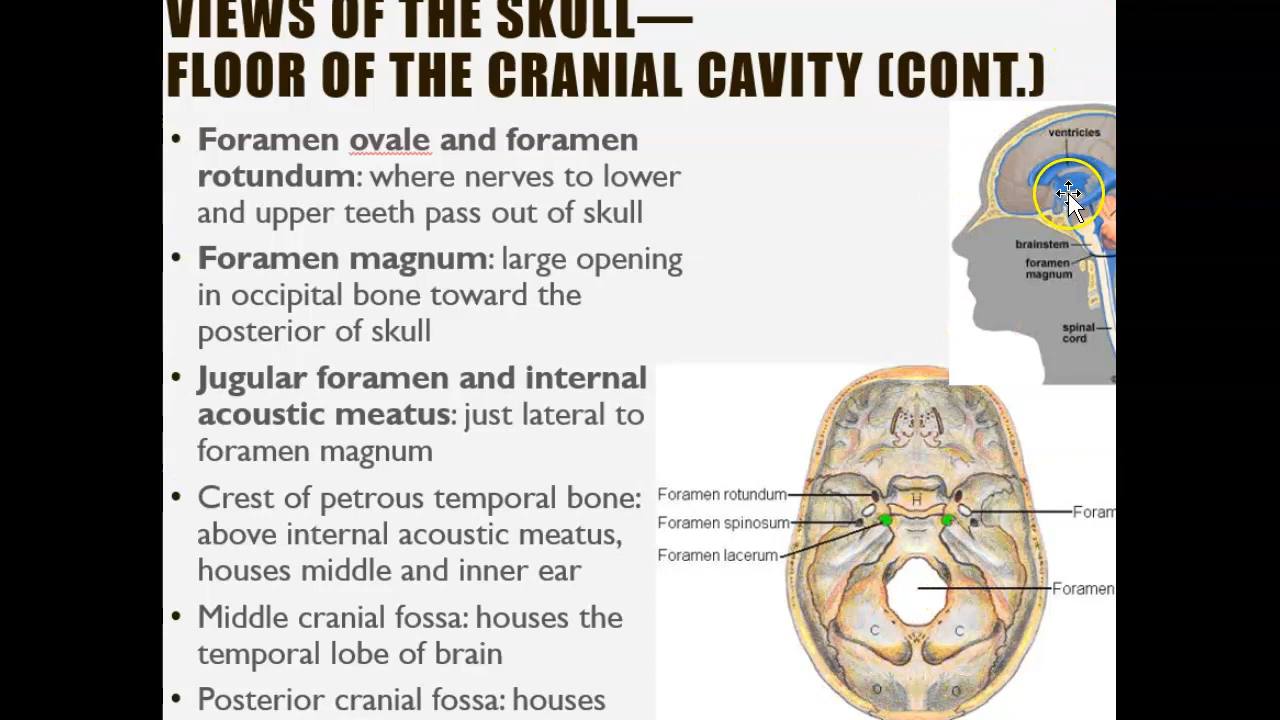 VIEWS OF THE SKULL—
FLOOR OF THE CRANIAL CAVITY (CONT.)
• Foramen ovale and foramen
rotundum: where nerves to lower
and upper teeth pass out of skull
• Foramen magnum: large opening
in occipital bone toward the
posterior of skull
• Jugular foramen and internal
acoustic meatus: just lateral to
foramen magnum
• Crest of petrous temporal bone:
above internal acoustic meatus,
houses middle and inner ear
• Middle cranial fossa: houses the
temporal lobe of brain
• Posterior cranial fossa: houses
ventricles
brainstem
foramen
magnum
spinal
cord
Foramen rotundum
H
Foramen spinosum
Foram
Foramen lacerum
Foramen
C
C
O
O